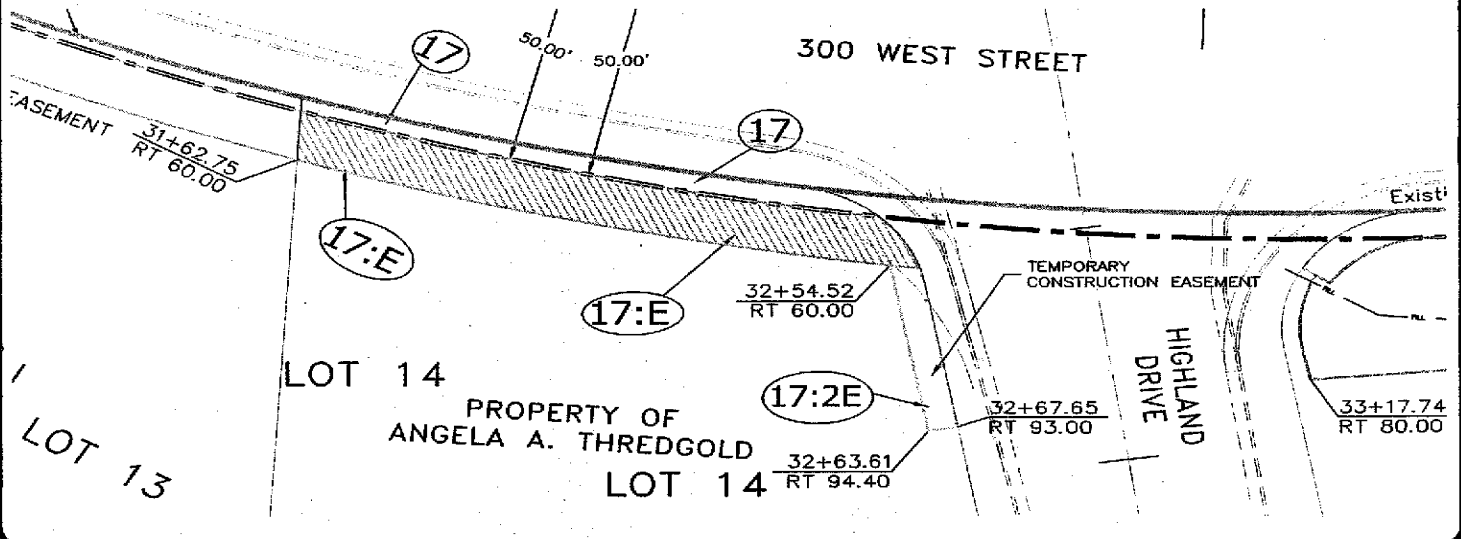 17
50.00'
50.00'
300 WEST STREET
17
EASEMENT
31+62.75
RT 60.00
17:E
17:E
32+54.52
RT 60.00
TEMPORARY
CONSTRUCTION EASEMENT
HIGHLAND
DRIVE
LOT 14
PROPERTY OF
ANGELA A. THREDGOLD
LOT 14
17:2E
32+67.65
RT 93.00
32+63.61
RT 94.40
33+17.74
RT 80.00
LOT 13